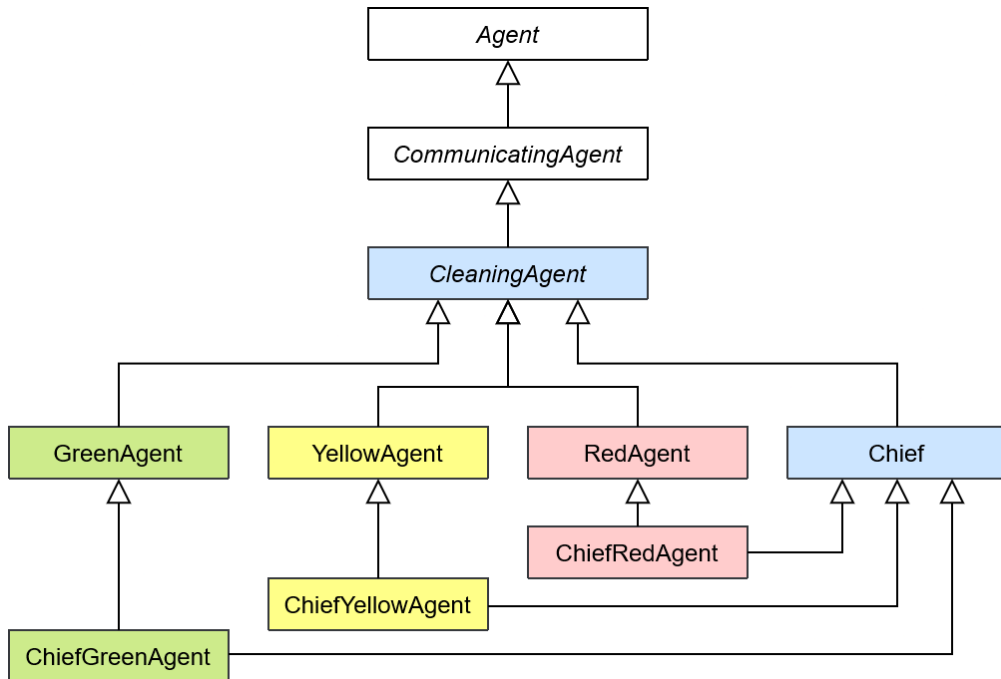 Agent
CommunicatingAgent
CleaningAgent
GreenAgent
YellowAgent
RedAgent
Chief
ChiefRedAgent
ChiefYellowAgent
ChiefGreenAgent